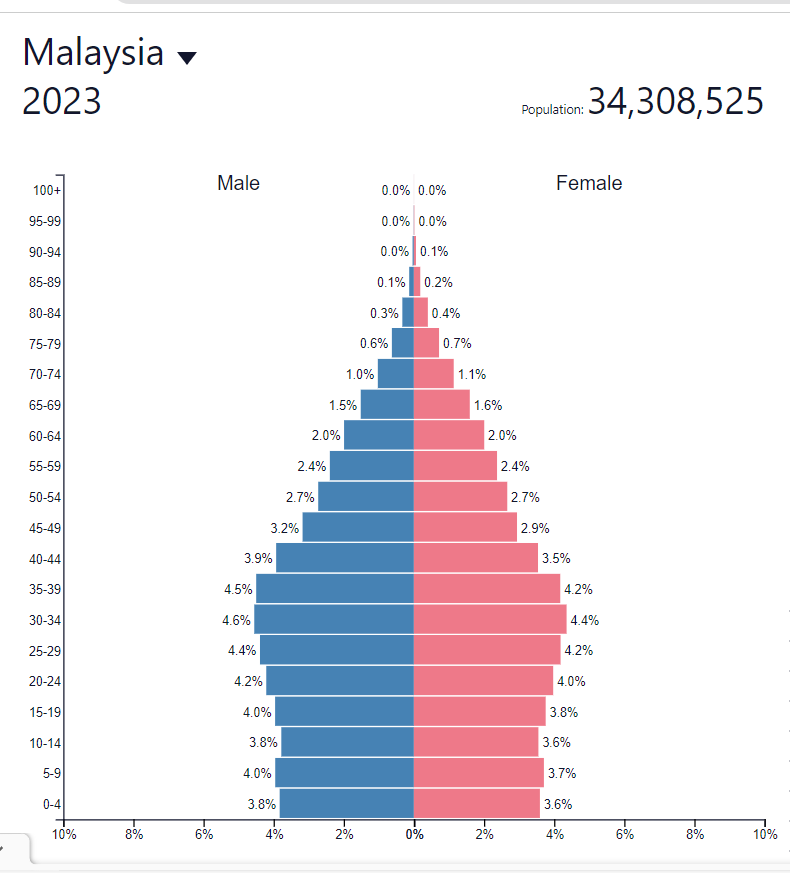 Malaysia
2023
Population: 34,308,525
Male Female
100+ 0.0% 0.0%
95-99 0.0% 0.0%
90-94 0.0% 0.1%
85-89 0.1% 0.2%
80-84 0.3% 0.4%
75-79 0.6% 0.7%
70-74 1.0% 1.1%
65-69 1.5% 1.6%
60-64 2.0% 2.0%
55-59 2.4% 2.4%
50-54 2.7% 2.7%
45-49 3.2% 2.9%
40-44 3.9% 3.5%
35-39 4.5% 4.2%
30-34 4.6% 4.4%
25-29 4.4% 4.2%
20-24 4.2% 4.0%
15-19 4.0% 3.8%
10-14 3.8% 3.6%
5-9 4.0% 3.7%
0-4 3.8% 3.6%
10% 8% 6% 4% 2% 0% 2% 4% 6% 8% 10%